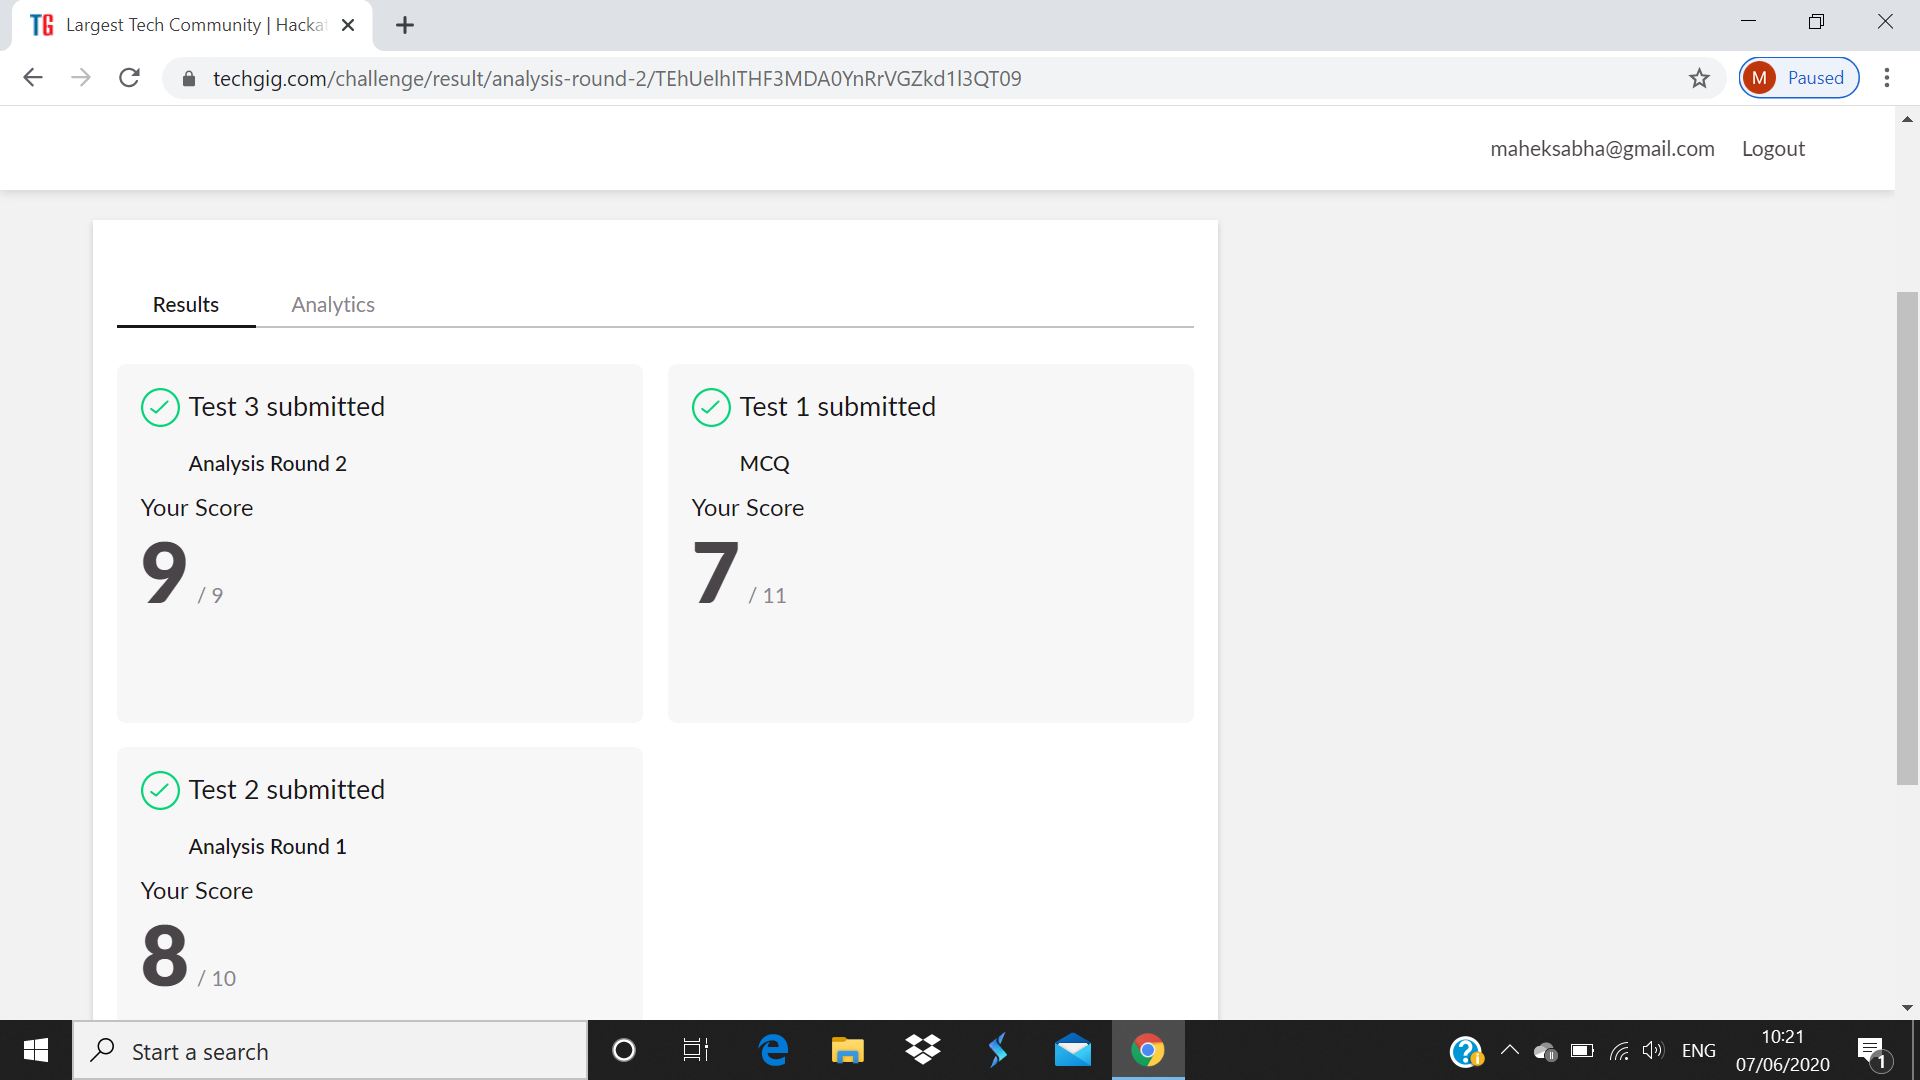 TG Largest Tech Community | Hacka
techgig.com/challenge/result/analysis-round-2/TEhUelhITHF3MDA0YnRrVGZkd1l3QT09
M Paused
maheksabha@gmail.com Logout
Results Analytics
Test 3 submitted
Analysis Round 2
Your Score
9 / 9
Test 1 submitted
MCQ
Your Score
7 / 11
Test 2 submitted
Analysis Round 1
Your Score
8 / 10
Start a search
ENG
10:21
07/06/2020
1